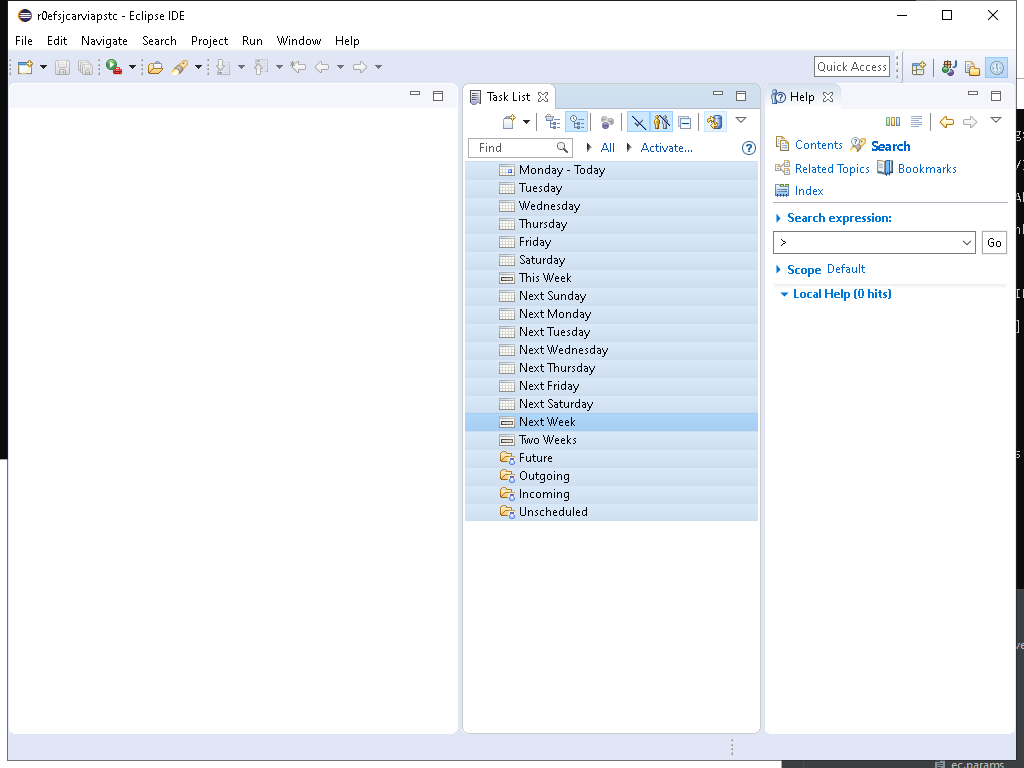 r0efsjcarviapstc - Eclipse IDE
File Edit Navigate Search Project Run Window Help
Quick Access
Task List
Help
Find
All
Activate...
Contents
Search
Related Topics
Bookmarks
Index
Search expression:
>
Go
Scope Default
Local Help (0 hits)
Monday - Today
Tuesday
Wednesday
Thursday
Friday
Saturday
This Week
Next Sunday
Next Monday
Next Tuesday
Next Wednesday
Next Thursday
Next Friday
Next Saturday
Next Week
Two Weeks
Future
Outgoing
Incoming
Unscheduled
ec.params